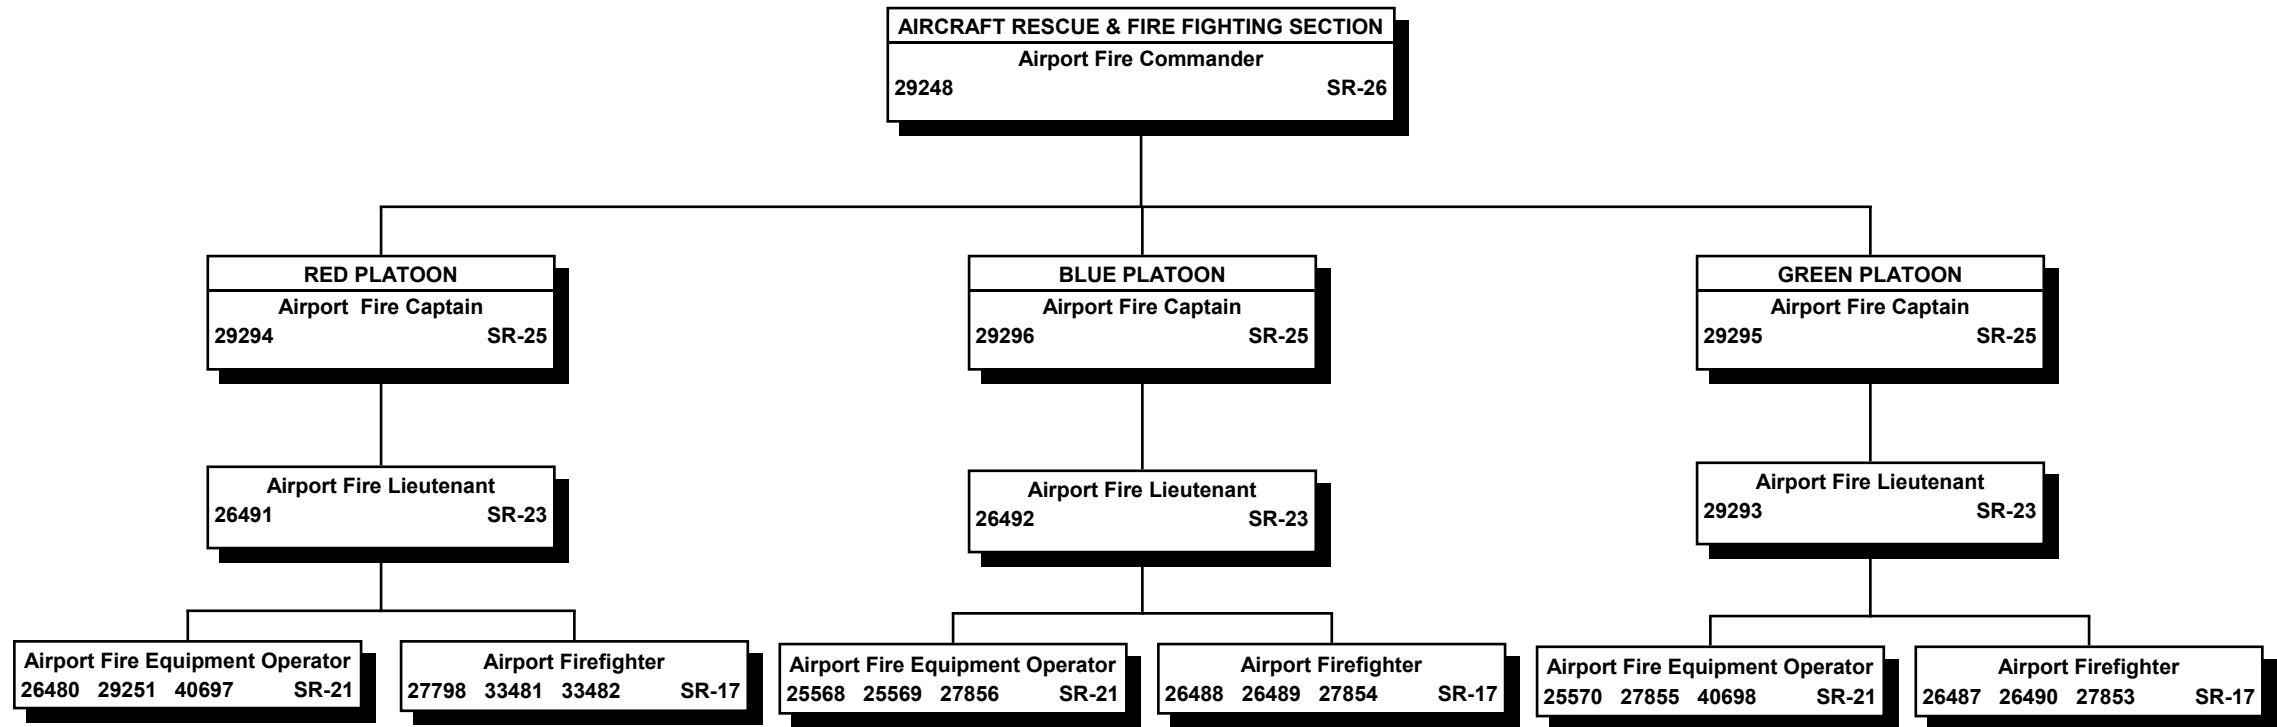 AIRCRAFT RESCUE & FIRE FIGHTING SECTION
Airport Fire Commander
29248 SR-26
RED PLATOON
Airport Fire Captain
29294 SR-25
BLUE PLATOON
Airport Fire Captain
29296 SR-25
GREEN PLATOON
Airport Fire Captain
29295 SR-25
Airport Fire Lieutenant
26491 SR-23
Airport Fire Lieutenant
26492 SR-23
Airport Fire Lieutenant
29293 SR-23
Airport Fire Equipment Operator
26480 29251 40697 SR-21
Airport Firefighter
27798 33481 33482 SR-17
Airport Fire Equipment Operator
25568 25569 27856 SR-21
Airport Firefighter
26488 26489 27854 SR-17
Airport Fire Equipment Operator
25570 27855 40698 SR-21
Airport Firefighter
26487 26490 27853 SR-17